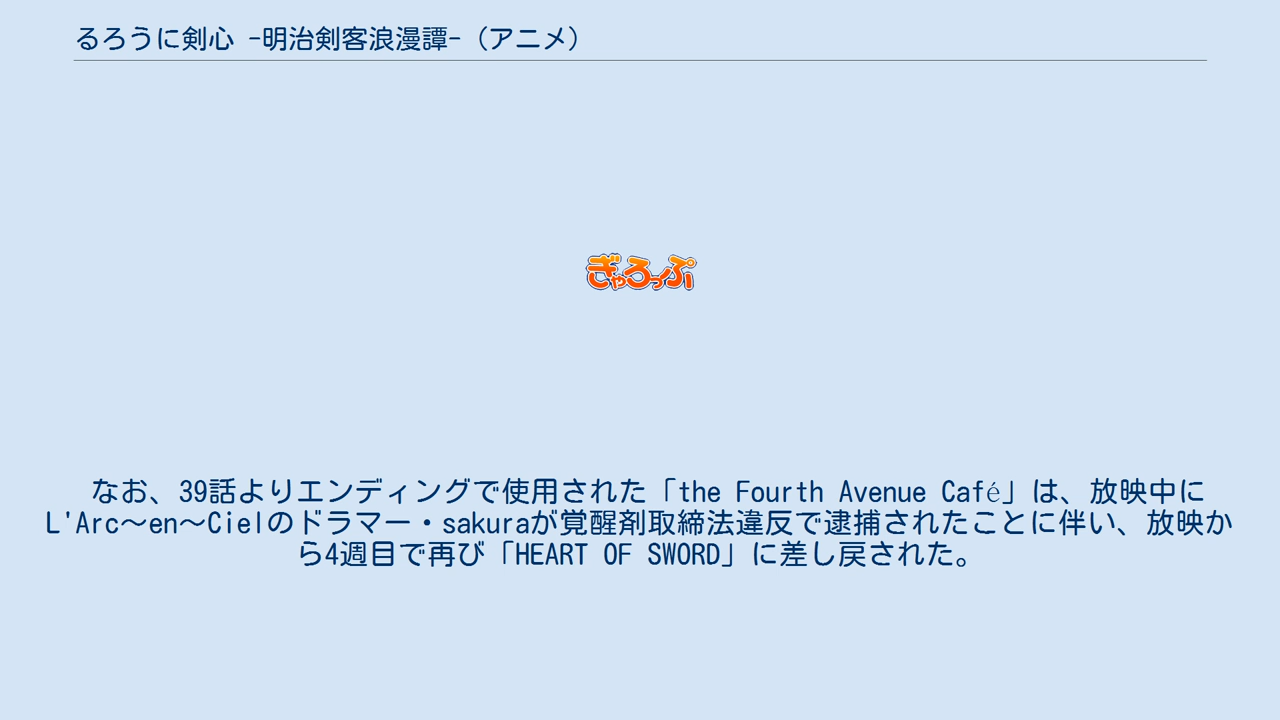 るろうに剣心 -明治剣客浪漫譚-（アニメ）
ぎゃろっぷ
なお、39話よりエンディングで使用された「the Fourth Avenue Café」は、放映中に
L'Arc〜en〜Cielのドラマー・sakuraが覚醒剤取締法違反で逮捕されたことに伴い、放映か
ら4週目で再び「HEART OF SWORD」に差し戻された。